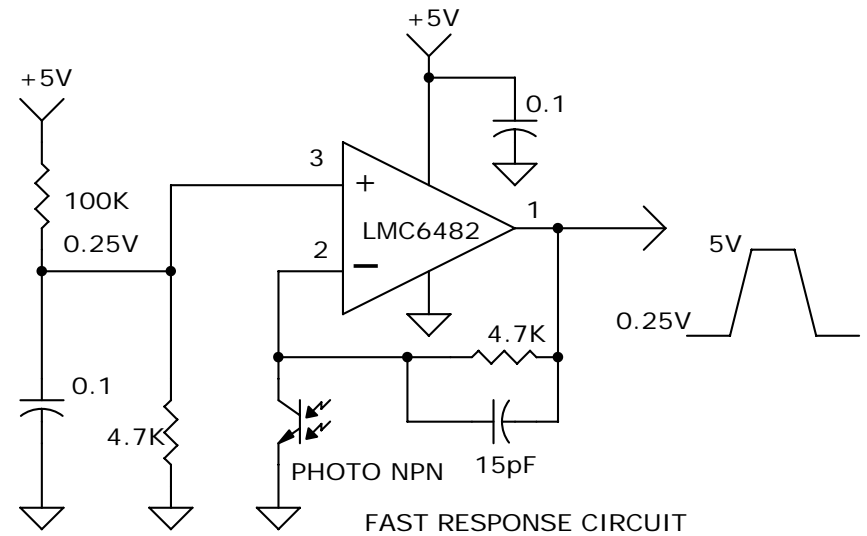 +5V
+5V
0.1
3
+
100K
LMC6482
1
0.25V
2
5V
0.25V
4.7K
0.1
4.7K
15pF
PHOTO NPN
FAST RESPONSE CIRCUIT